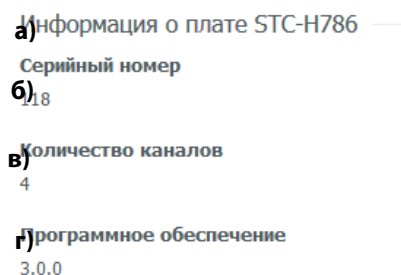 а) Информация о плате STC-H786
Серийный номер
б) 118
Количество каналов
в)
4
Программное обеспечение
г)
3.0.0